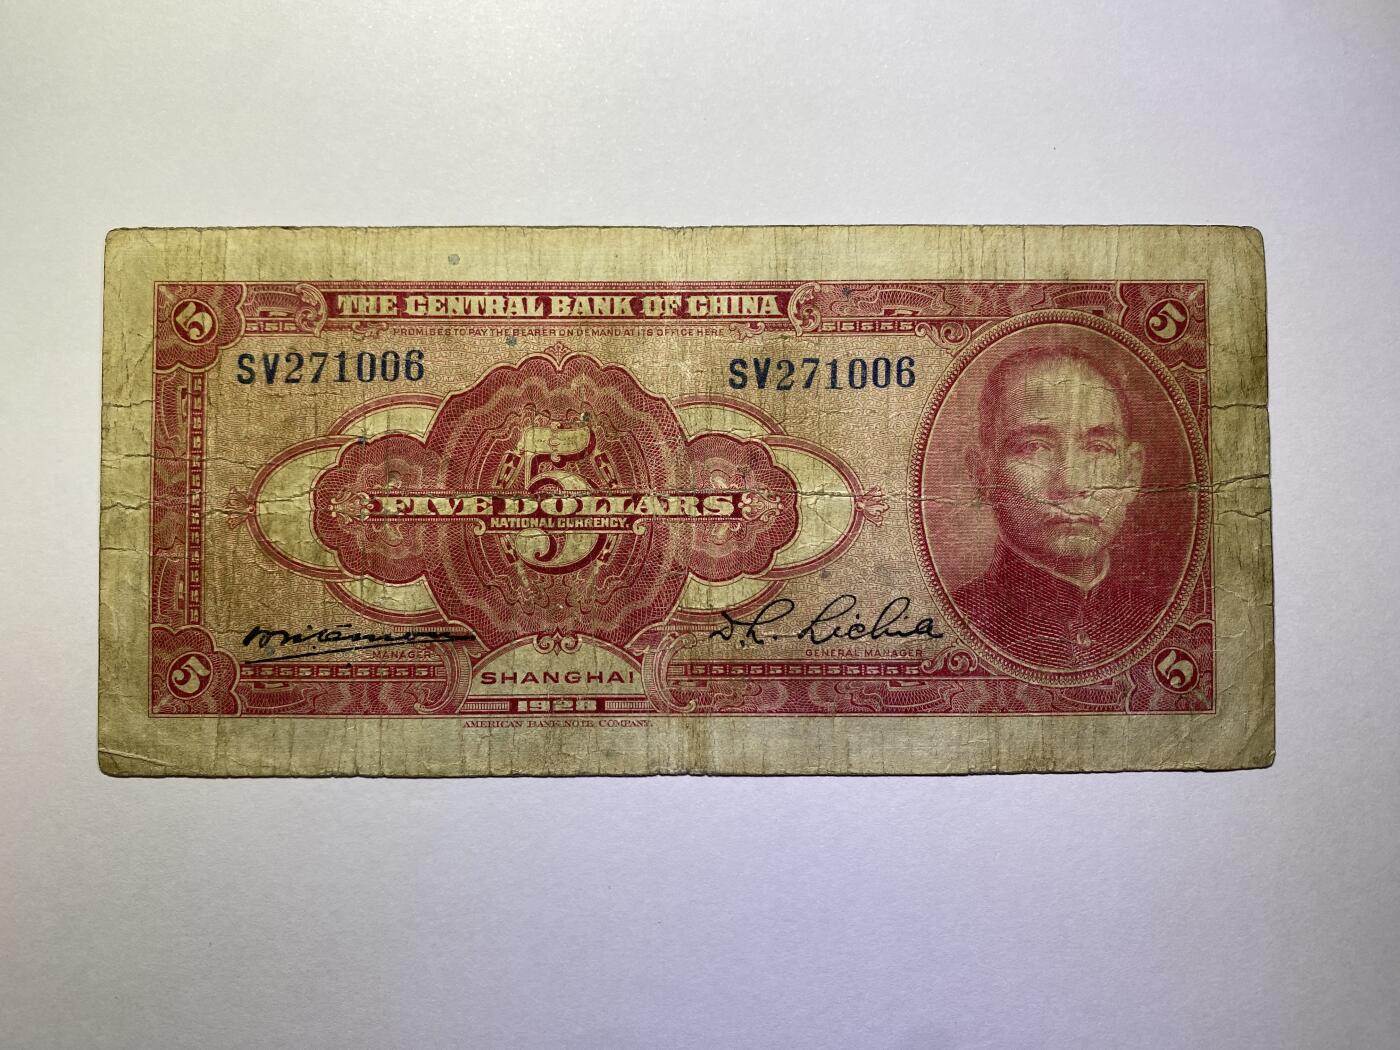 5 THE CENTRAL BANK OF CHINA 5
PROMISES TO PAY THE BEARER ON DEMAND AT ITS OFFICE HERE
SV271006 SV271006
5
FIVE DOLLARS
NATIONAL CURRENCY.
D. L. Lichia
MANAGER GENERAL MANAGER
5 SHANGHAI 5
1928
AMERICAN BANK NOTE COMPANY.